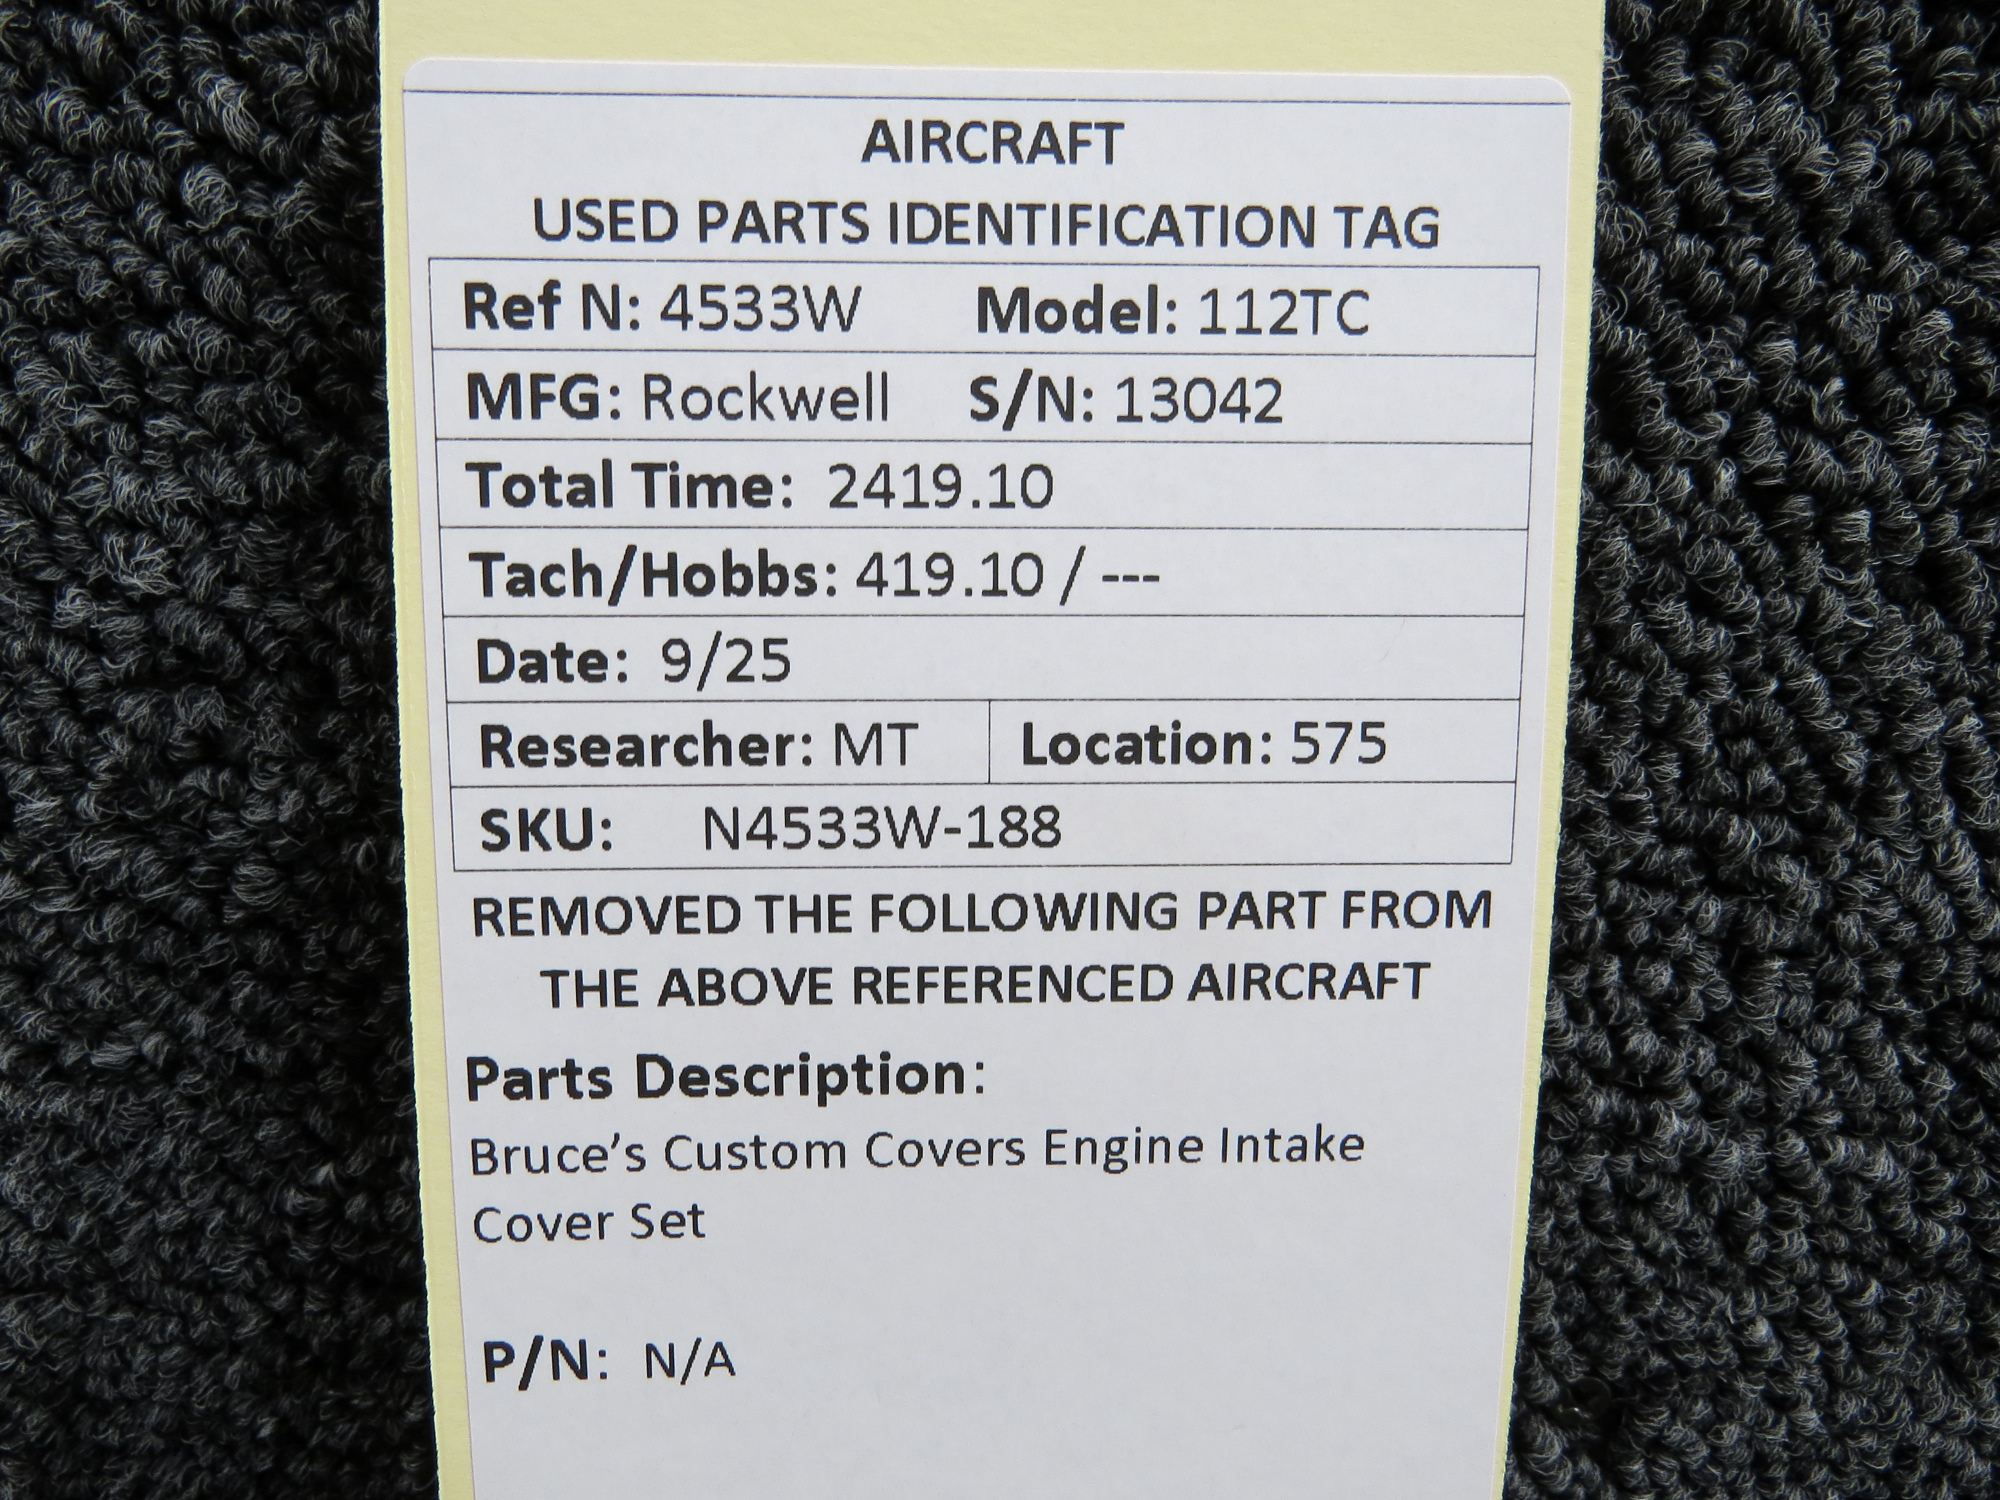 AIRCRAFT
USED PARTS IDENTIFICATION TAG
Ref N: 4533W Model: 112TC
MFG: Rockwell S/N: 13042
Total Time: 2419.10
Tach/Hobbs: 419.10 / ---
Date: 9/25
Researcher: MT Location: 575
SKU: N4533W-188
REMOVED THE FOLLOWING PART FROM
THE ABOVE REFERENCED AIRCRAFT
Parts Description:
Bruce’s Custom Covers Engine Intake
Cover Set
P/N: N/A